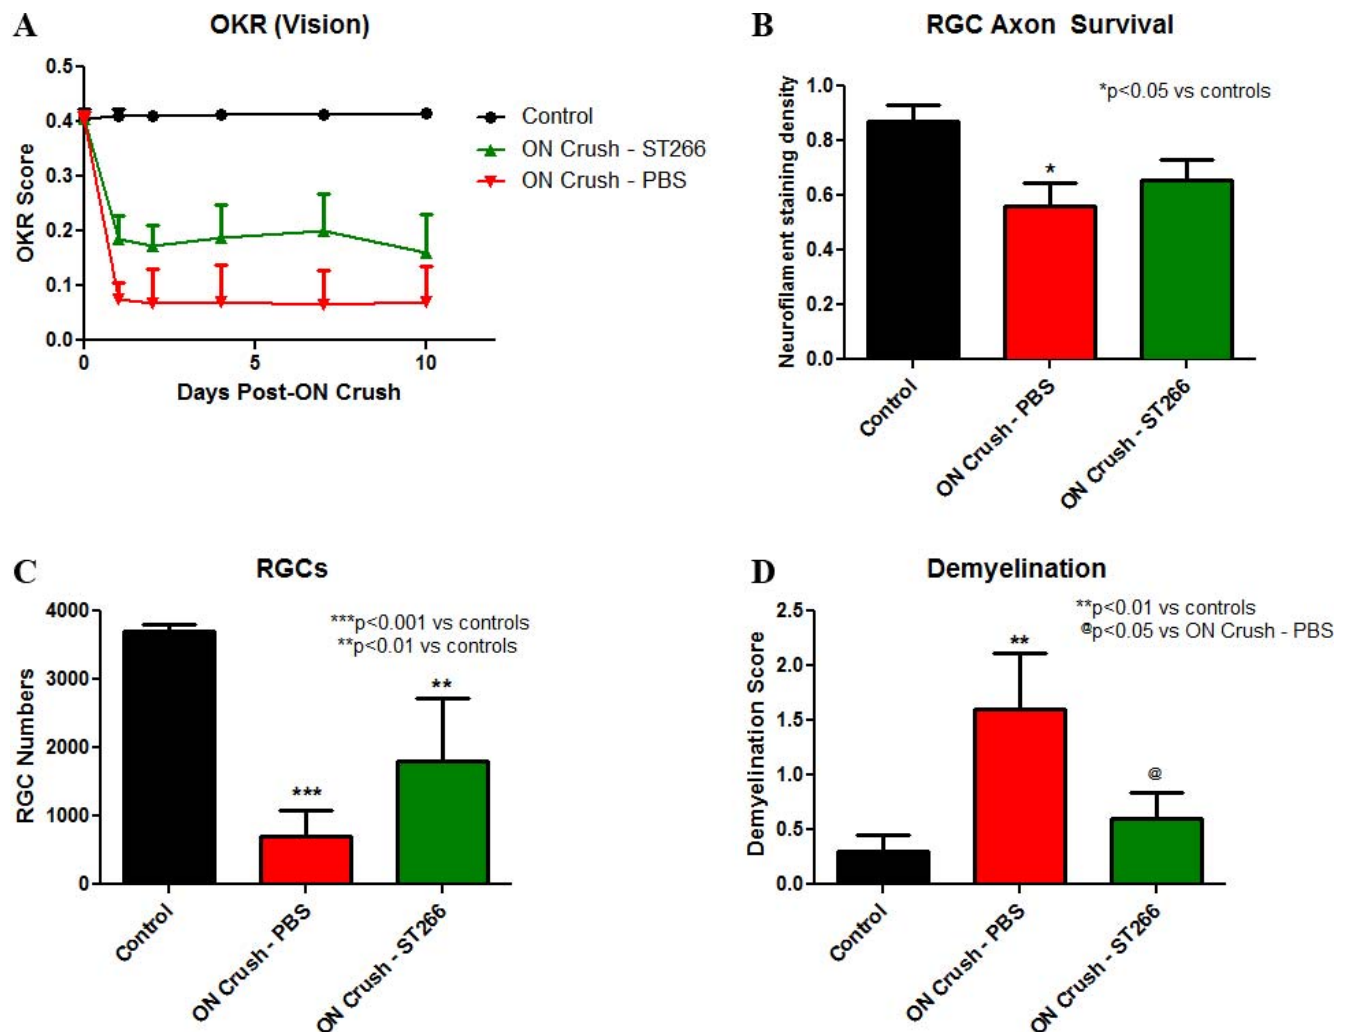 A
OKR (Vision)
OKR Score
0.5
0.4
0.3
0.2
0.1
0.0
0
5
10
Days Post-ON Crush
Control
ON Crush - ST266
ON Crush - PBS
B
RGC Axon Survival
*p<0.05 vs controls
Neurofilament staining density
1.0
0.8
0.6
0.4
0.2
0.0
*
Control
ON Crush - PBS
ON Crush - ST266
C
RGCs
***p<0.001 vs controls
**p<0.01 vs controls
RGC Numbers
4000
3000
2000
1000
0
***
**
Control
ON Crush - PBS
ON Crush - ST266
D
Demyelination
**p<0.01 vs controls
@p<0.05 vs ON Crush - PBS
Demyelination Score
2.5
2.0
1.5
1.0
0.5
0.0
**
@
Control
ON Crush - PBS
ON Crush - ST266